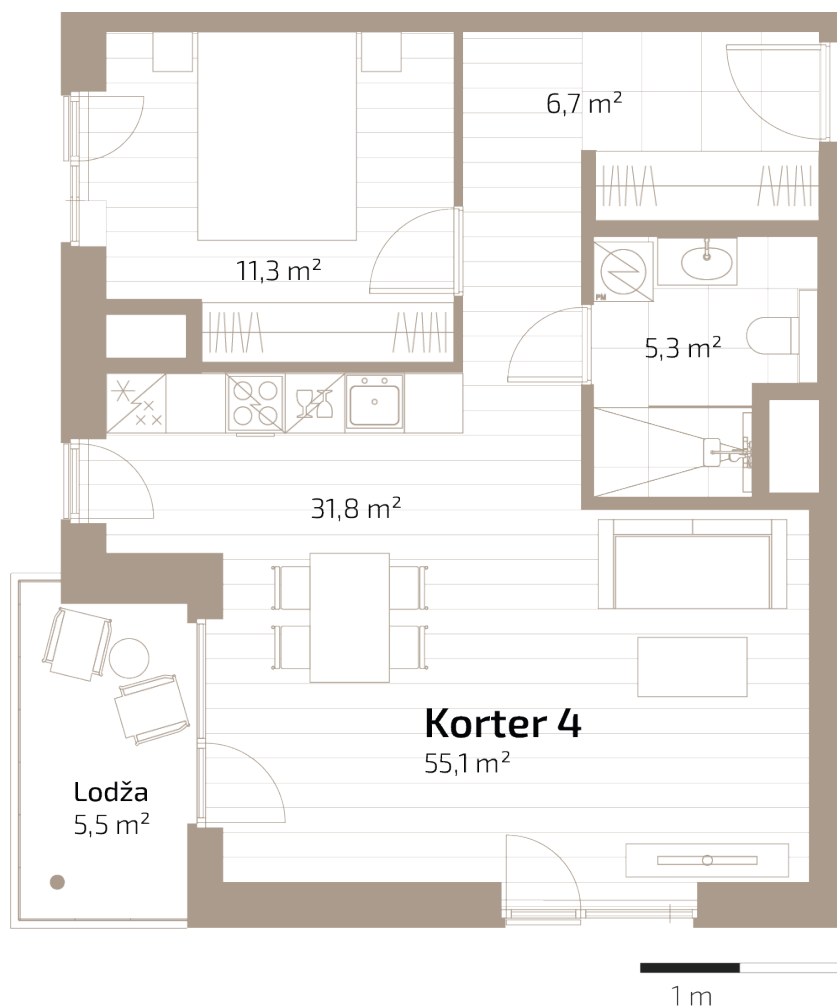 6,7 m²
11,3 m²
PM
5,3 m²
31,8 m²
Korter 4
55,1 m²
Lodža
5,5 m²
1 m